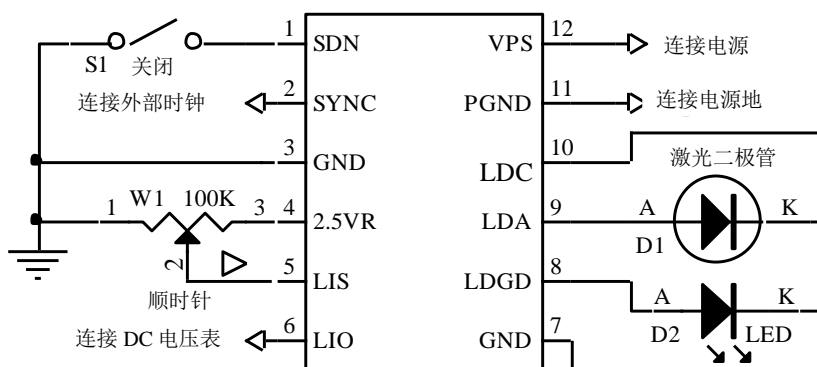 1 SDN VPS 12 连接电源
S1 关闭
连接外部时钟 2 SYNC PGND 11 连接电源地
3 GND LDC 10
激光二极管
W1 100K
1 3 4 2.5VR LDA 9 A K
D1
2 5 LIS LDGD 8
顺时针 A K
连接 DC 电压表 6 LIO GND 7 D2 LED